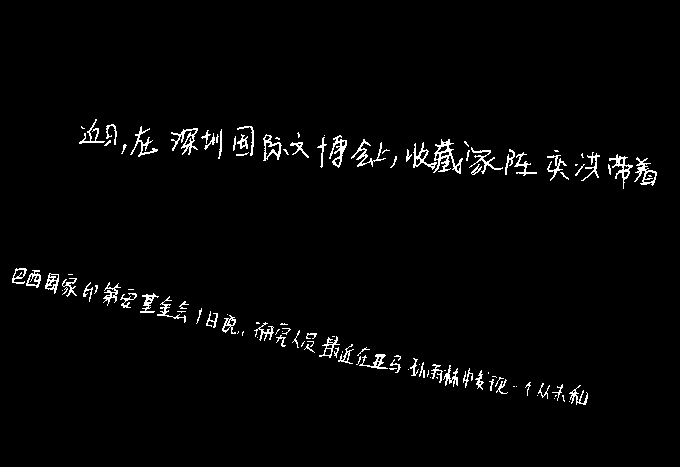 近日,在深圳国际文博会上,收藏家陈奕洪带着
巴西国家印第安基金会1日说,研究人员最近在亚马孙雨林中发现一个从未和